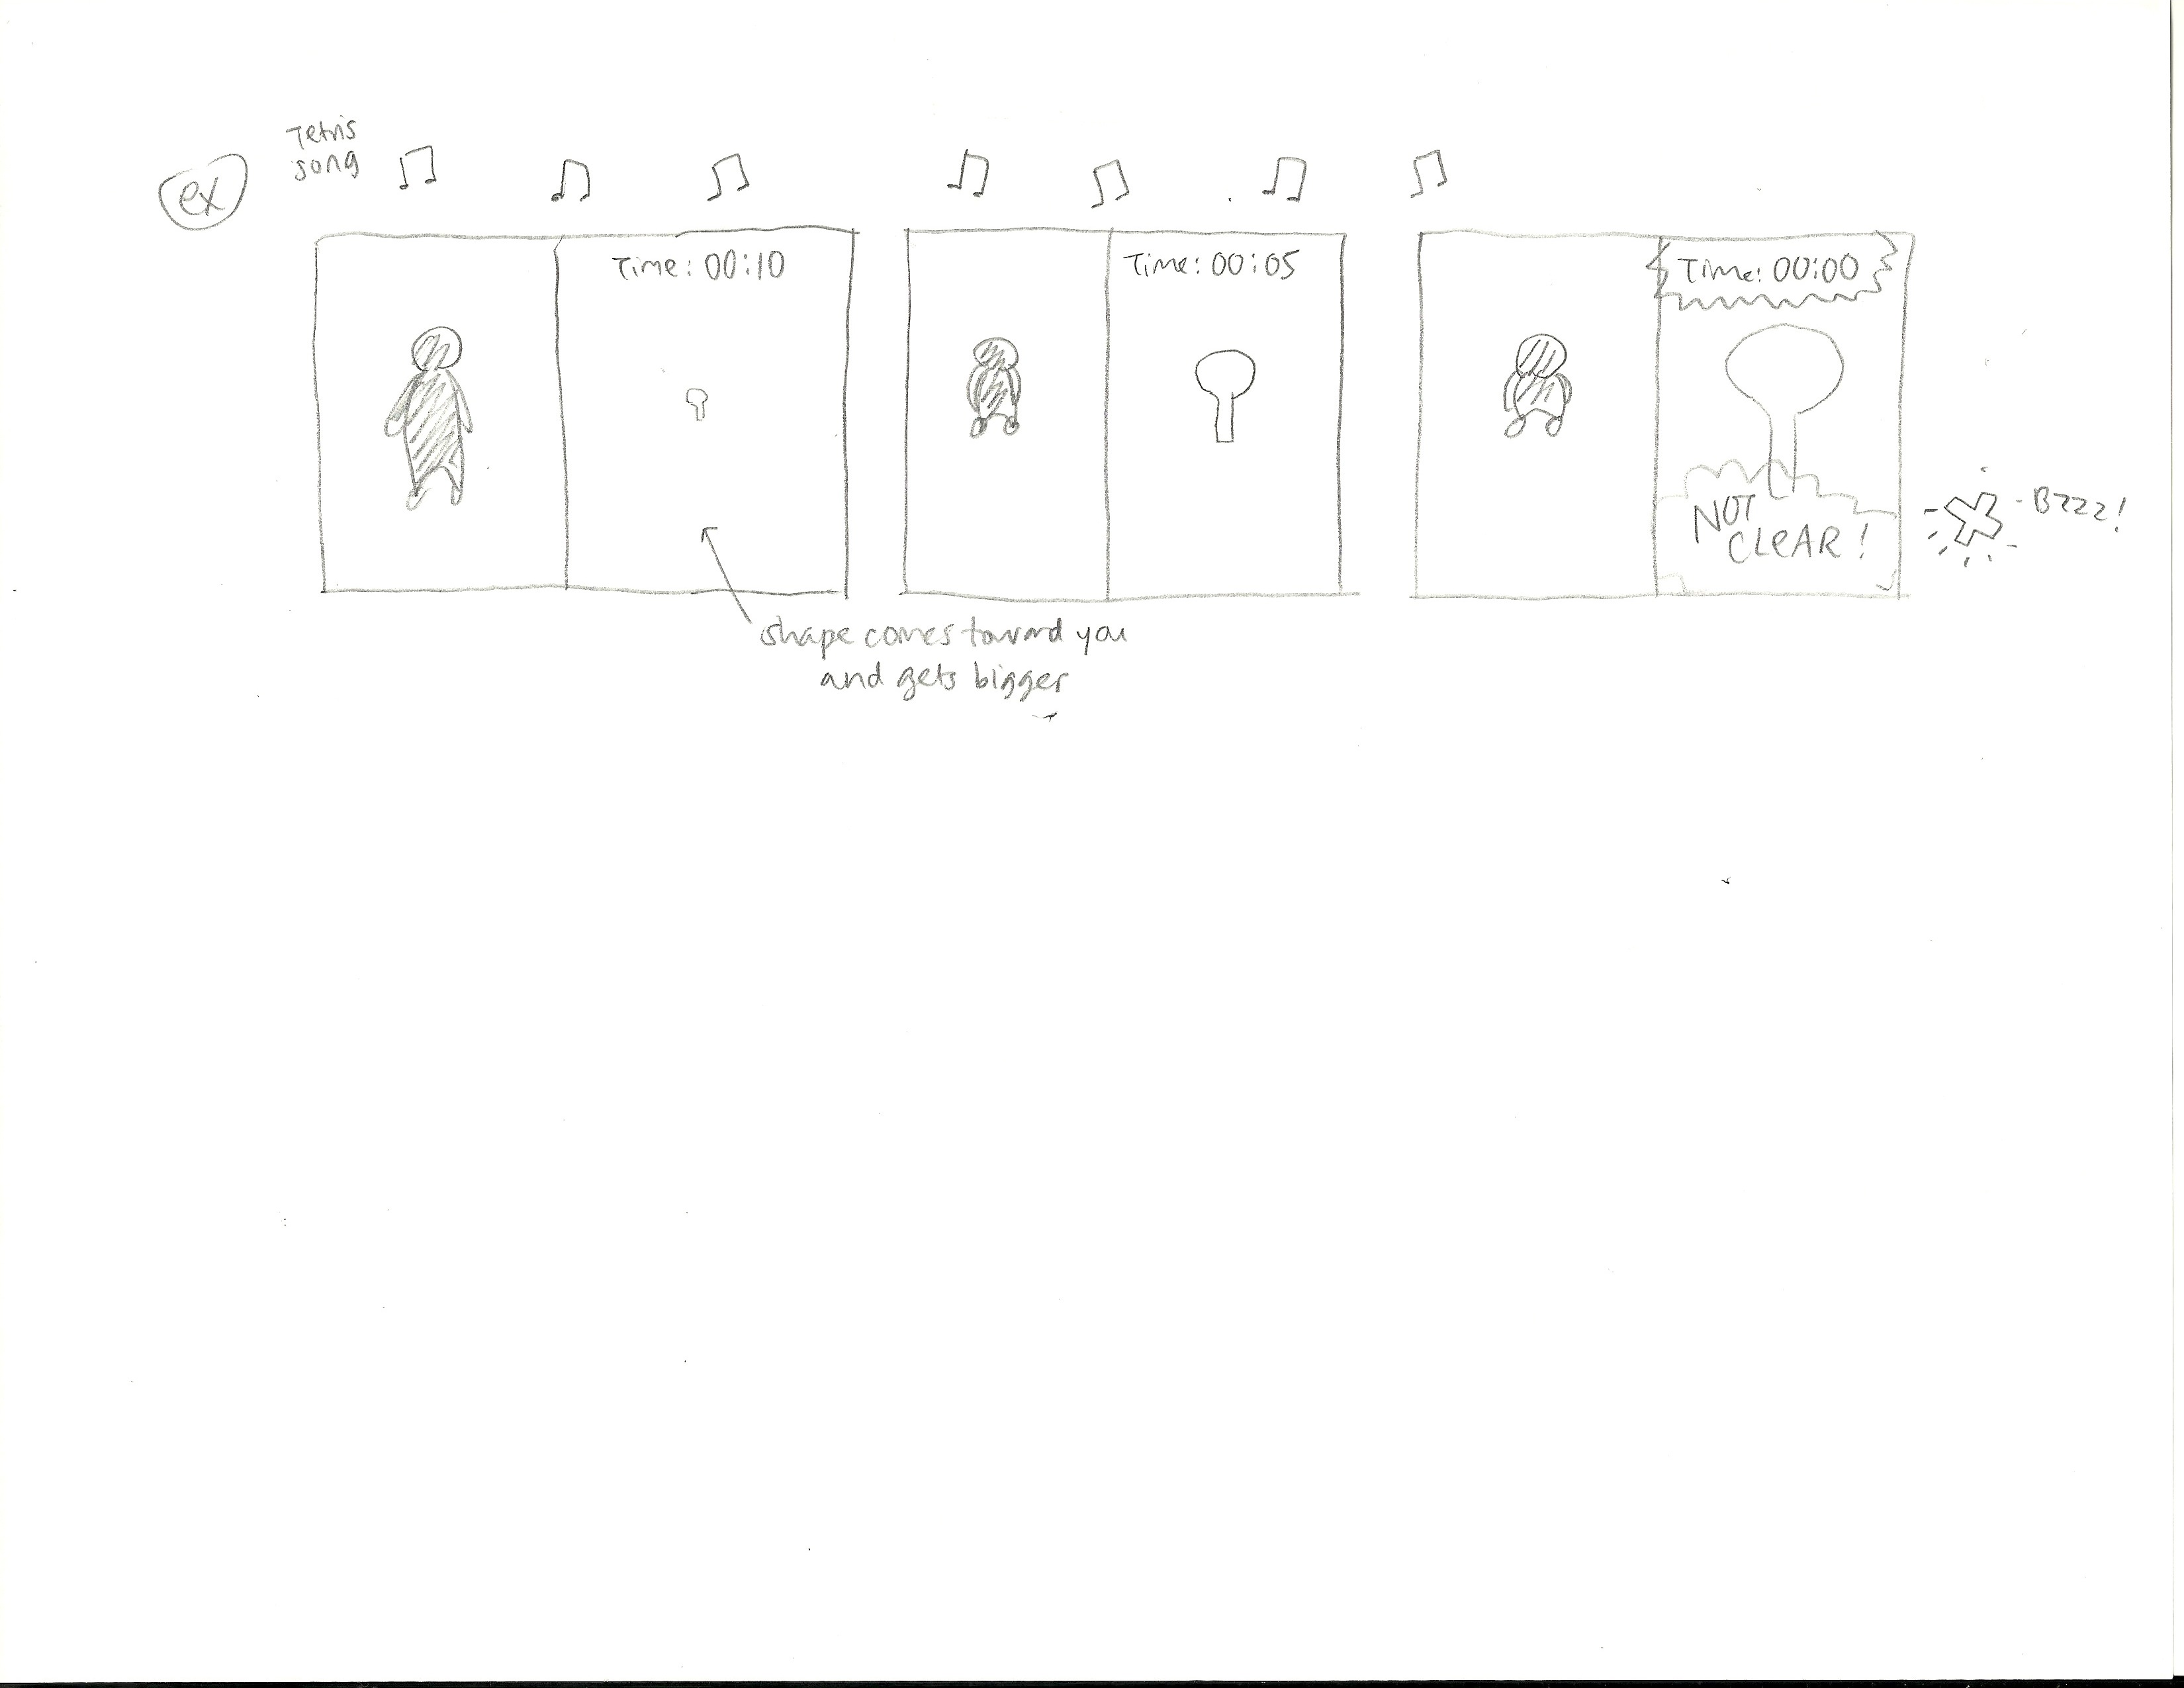 ex
Tetris
song
Time: 00:10
Time: 00:05
Time: 00:00
NOT
CLEAR!
Bzzz!
shape comes toward you
and gets bigger